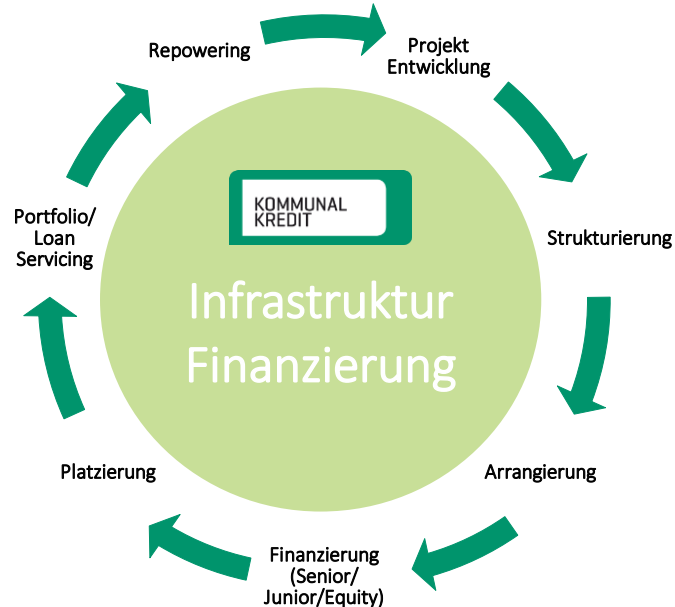 Repowering
Projekt
Entwicklung
Strukturierung
Arrangierung
Finanzierung
(Senior/
Junior/Equity)
Platzierung
Portfolio/
Loan
Servicing
KOMMUNAL
KREDIT
Infrastruktur
Finanzierung